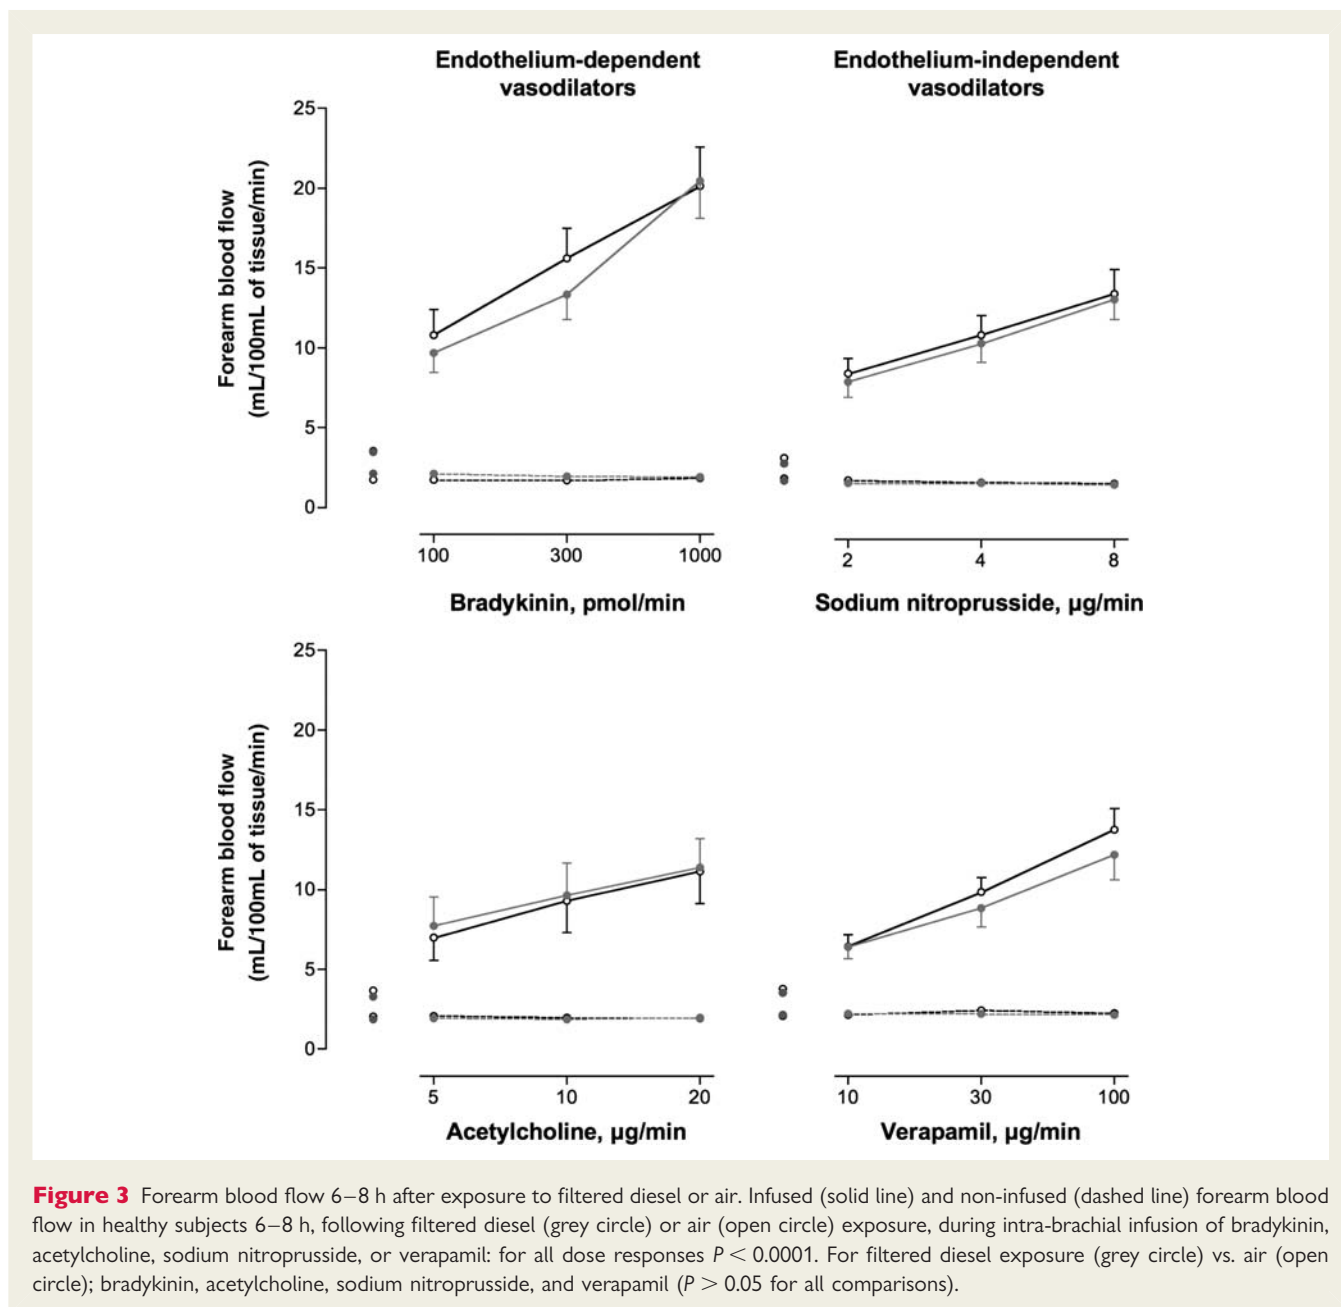 Endothelium-dependent
vasodilators
Endothelium-independent
vasodilators
Forearm blood flow
(mL/100mL of tissue/min)
25
20
15
10
5
0
100
300
1000
Bradykinin, pmol/min
2
4
8
Sodium nitroprusside, µg/min
Forearm blood flow
(mL/100mL of tissue/min)
25
20
15
10
5
0
5
10
20
Acetylcholine, µg/min
10
30
100
Verapamil, µg/min
Figure 3 Forearm blood flow 6–8 h after exposure to filtered diesel or air. Infused (solid line) and non-infused (dashed line) forearm blood
flow in healthy subjects 6–8 h, following filtered diesel (grey circle) or air (open circle) exposure, during intra-brachial infusion of bradykinin,
acetylcholine, sodium nitroprusside, or verapamil: for all dose responses P < 0.0001. For filtered diesel exposure (grey circle) vs. air (open
circle); bradykinin, acetylcholine, sodium nitroprusside, and verapamil (P > 0.05 for all comparisons).